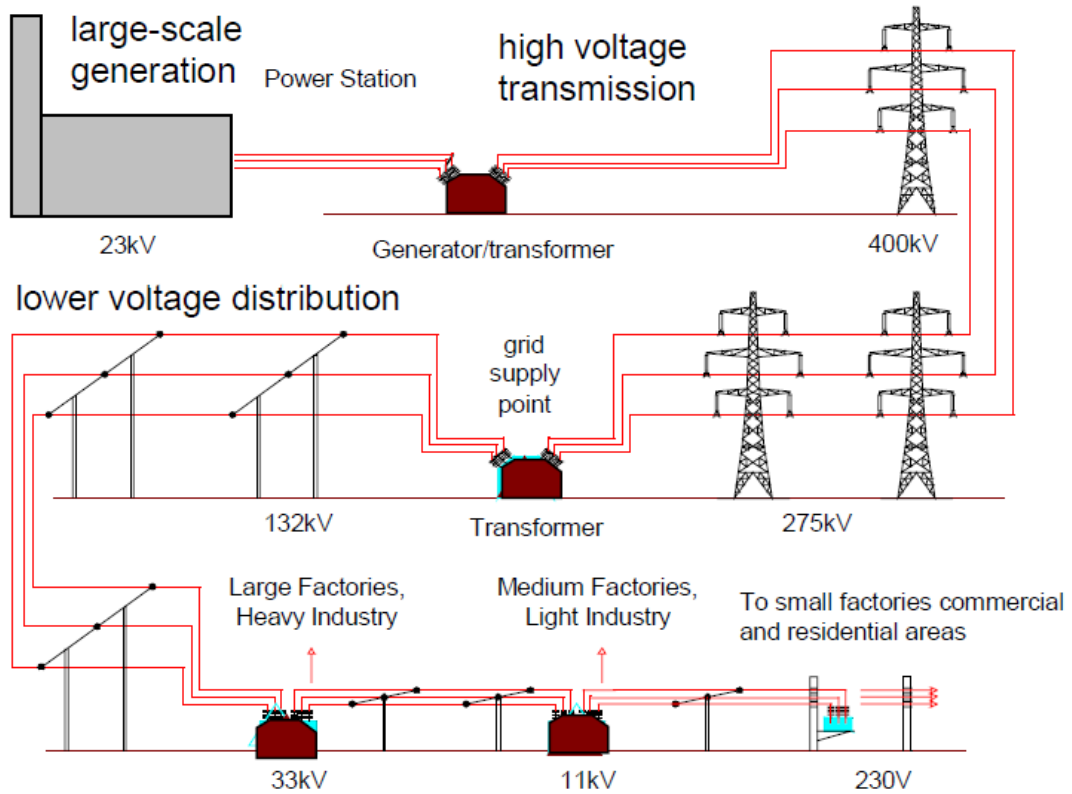 large-scale
generation
Power Station
high voltage
transmission
23kV
Generator/transformer
400kV
lower voltage distribution
grid
supply
point
132kV
Transformer
275kV
Large Factories,
Heavy Industry
Medium Factories,
Light Industry
To small factories commercial
and residential areas
33kV
11kV
230V